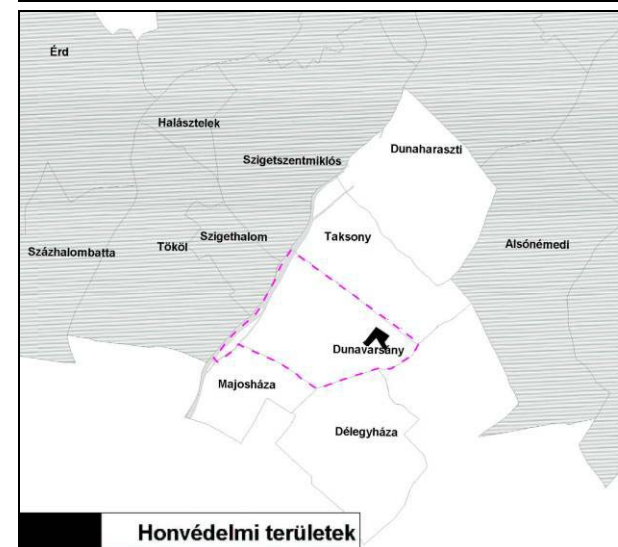 Érd
Halásztelek
Szigetszentmiklós
Dunaharaszti
Szigethalom
Taksony
Százhalombatta
Tököl
Alsónémedi
Dunavarsány
Majosháza
Délegyháza
Honvédelmi területek